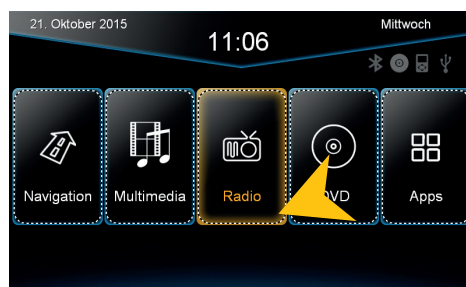 21. Oktober 2015
11:06
Mittwoch
Navigation
Multimedia
Radio
DVD
Apps